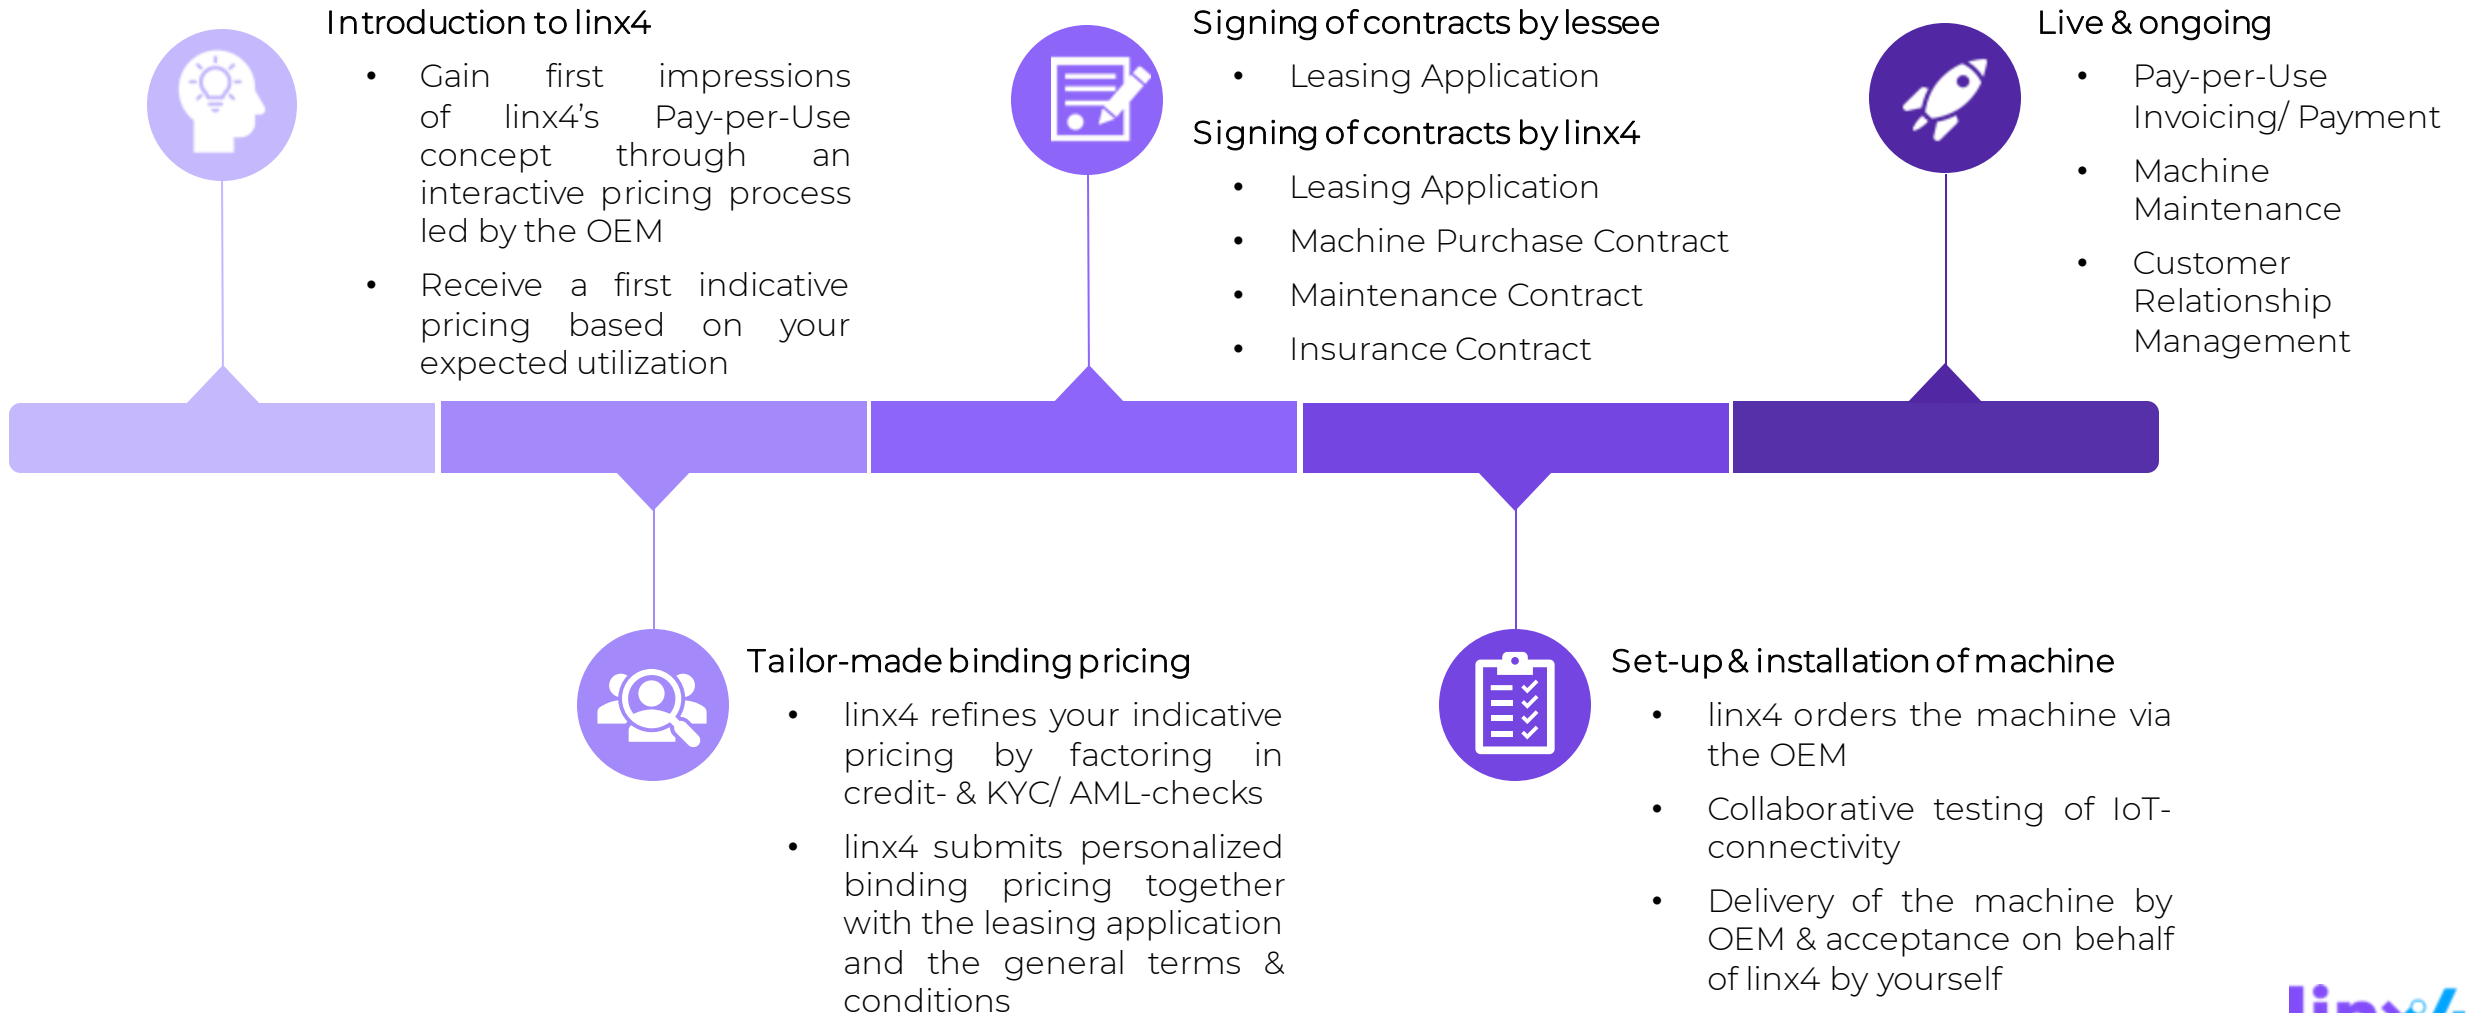 Introduction to linx4
• Gain first impressions
of linx4’s Pay-per-Use
concept through an
interactive pricing process
led by the OEM
• Receive a first indicative
pricing based on your
expected utilization
Signing of contracts by lessee
• Leasing Application
Signing of contracts by linx4
• Leasing Application
• Machine Purchase Contract
• Maintenance Contract
• Insurance Contract
Live & ongoing
• Pay-per-Use
Invoicing/ Payment
• Machine
Maintenance
• Customer
Relationship
Management
Tailor-made binding pricing
• linx4 refines your indicative
pricing by factoring in
credit- & KYC/ AML-checks
• linx4 submits personalized
binding pricing together
with the leasing application
and the general terms &
conditions
Set-up & installation of machine
• linx4 orders the machine via
the OEM
• Collaborative testing of IoT-
connectivity
• Delivery of the machine by
OEM & acceptance on behalf
of linx4 by yourself
linx4